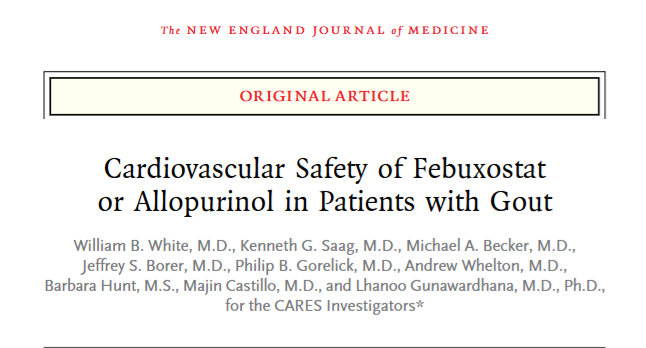 The NEW ENGLAND JOURNAL of MEDICINE
ORIGINAL ARTICLE
Cardiovascular Safety of Febuxostat
or Allopurinol in Patients with Gout
William B. White, M.D., Kenneth G. Saag, M.D., Michael A. Becker, M.D.,
Jeffrey S. Borer, M.D., Philip B. Gorelick, M.D., Andrew Whelton, M.D.,
Barbara Hunt, M.S., Majin Castillo, M.D., and Lhanoo Gunawardhana, M.D., Ph.D.,
for the CARES Investigators*